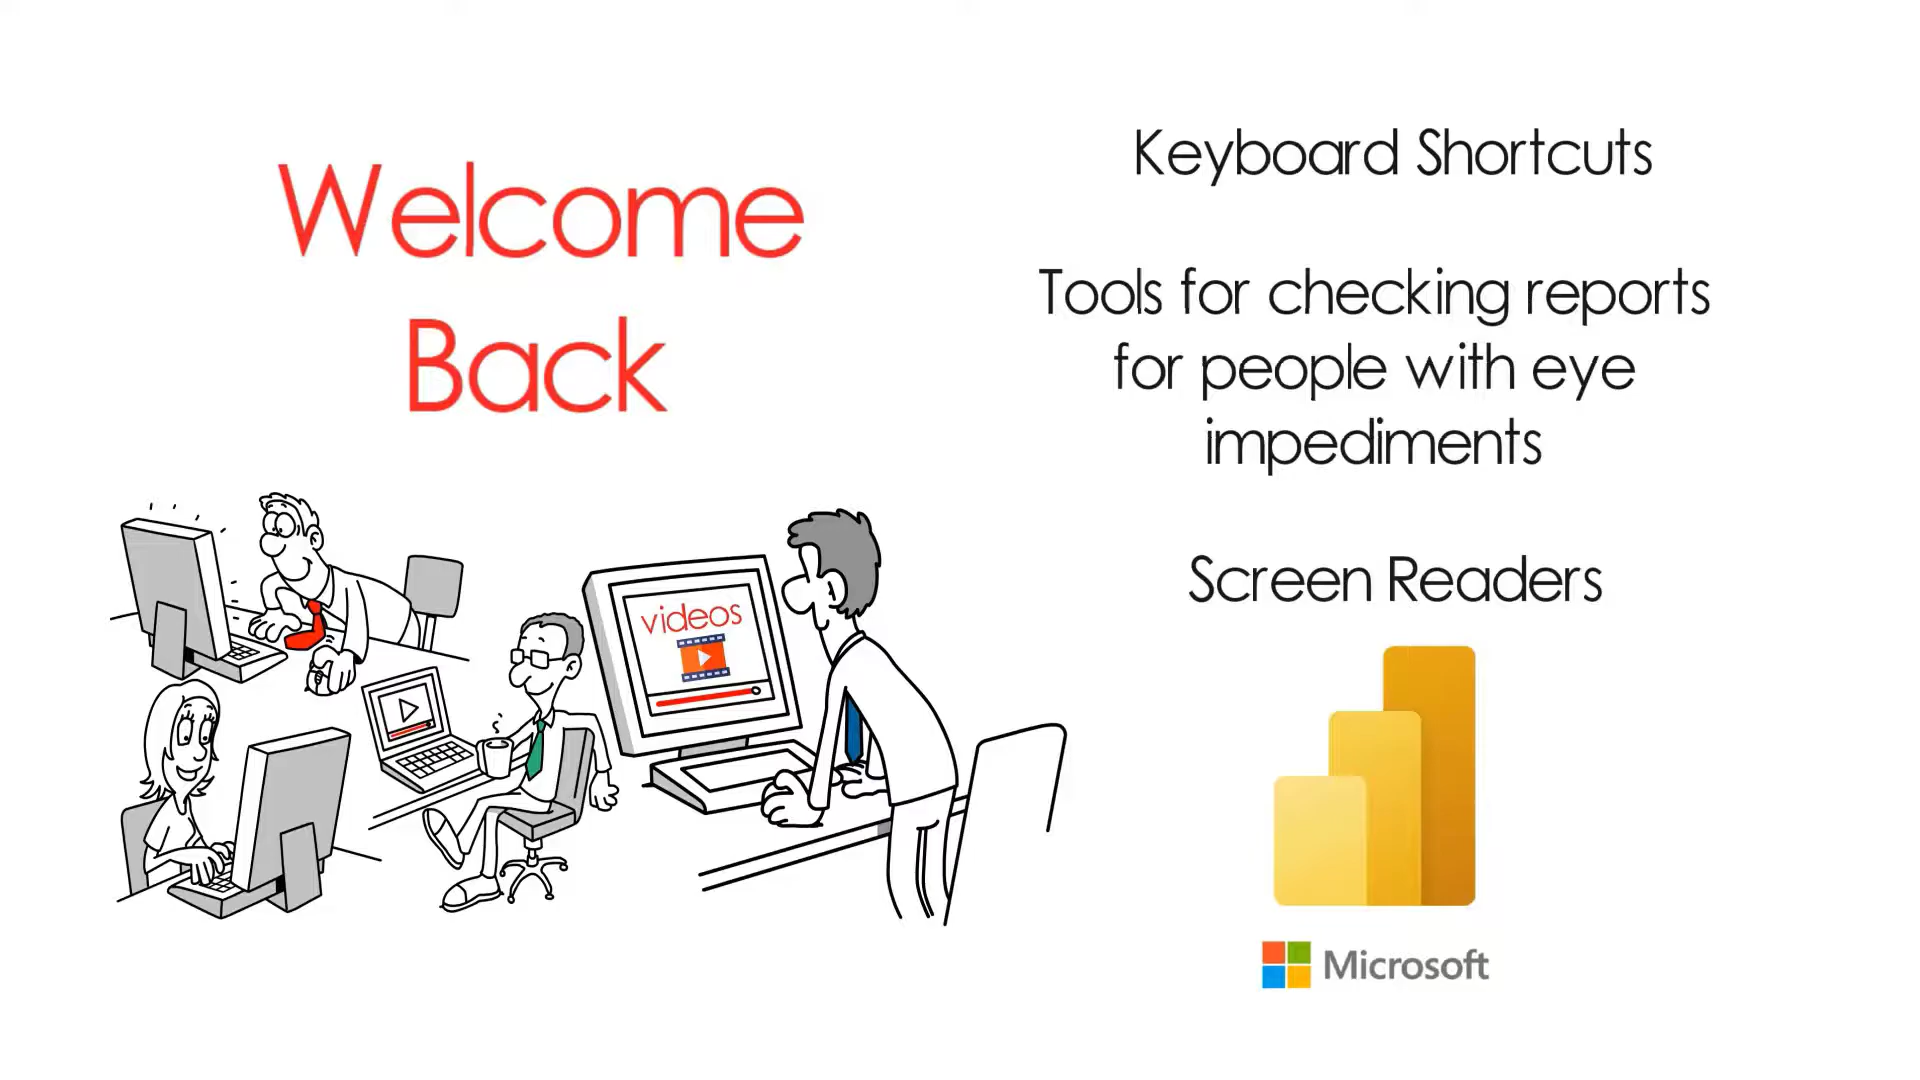 Welcome
Back
videos
Keyboard Shortcuts
Tools for checking reports
for people with eye
impediments
Screen Readers
Microsoft